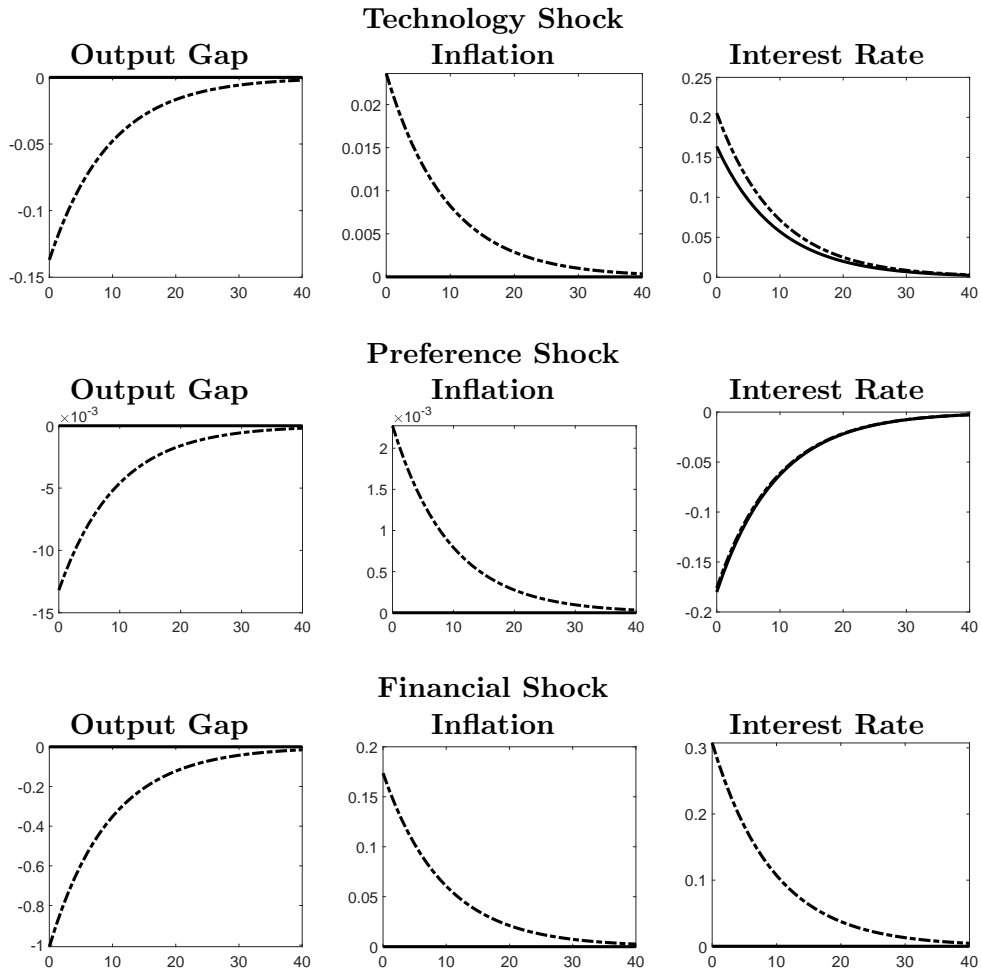 Technology Shock
Output Gap Inflation Interest Rate
0 -0.05 -0.1 -0.15
0 10 20 30 40
0.02 0.015 0.01 0.005 0
0 10 20 30 40
0.25 0.2 0.15 0.1 0.05 0
0 10 20 30 40
Preference Shock
Output Gap Inflation Interest Rate
×10-3
0 -5 -10 -15
0 10 20 30 40
×10-3
2 1.5 1 0.5 0
0 10 20 30 40
0 -0.05 -0.1 -0.15 -0.2
0 10 20 30 40
Financial Shock
Output Gap Inflation Interest Rate
0 -0.2 -0.4 -0.6 -0.8 -1
0 10 20 30 40
0.2 0.15 0.1 0.05 0
0 10 20 30 40
0.3 0.2 0.1 0
0 10 20 30 40